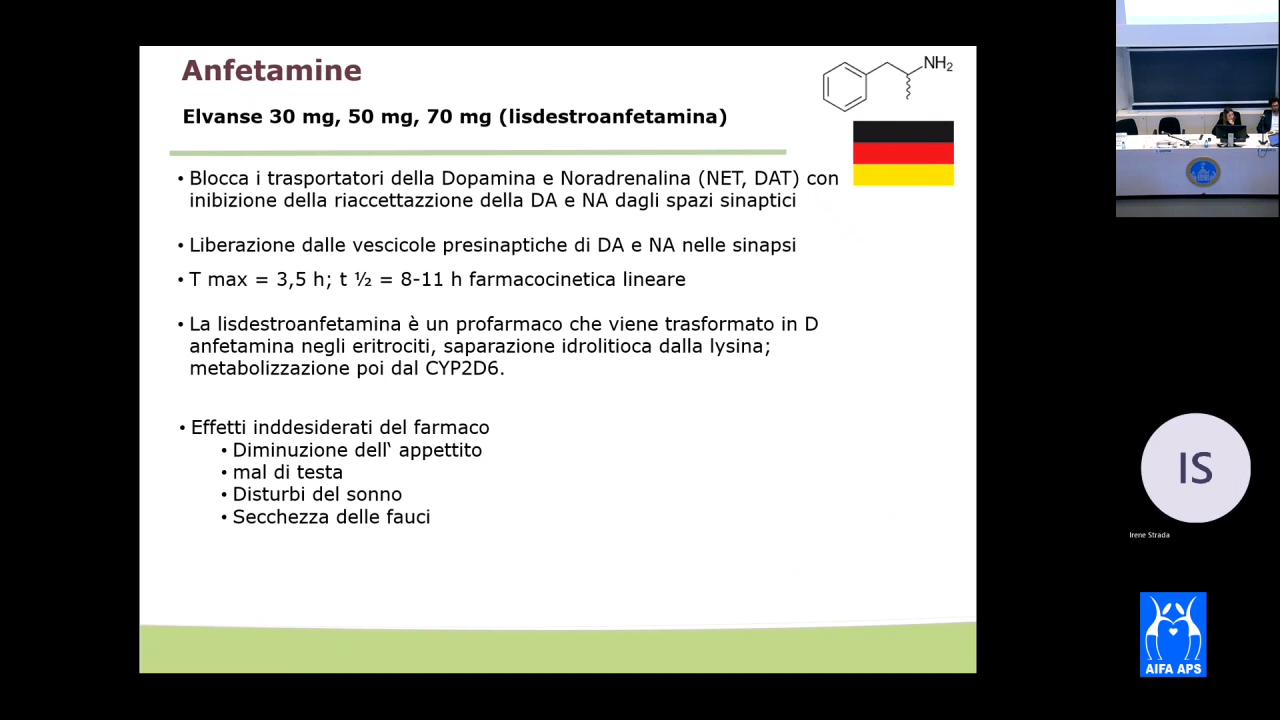 Anfetamine
NH2
Elvanse 30 mg, 50 mg, 70 mg (lisdestroanfetamina)
• Blocca i trasportatori della Dopamina e Noradrenalina (NET, DAT) con
inibizione della riaccettazzione della DA e NA dagli spazi sinaptici
• Liberazione dalle vescicole presinaptiche di DA e NA nelle sinapsi
• T max = 3,5 h; t ½ = 8-11 h farmacocinetica lineare
• La lisdestroanfetamina è un profarmaco che viene trasformato in D
anfetamina negli eritrociti, saparazione idrolitioca dalla lysina;
metabolizzazione poi dal CYP2D6.
• Effetti inddesiderati del farmaco
• Diminuzione dell‘ appettito
• mal di testa
• Disturbi del sonno
• Secchezza delle fauci
IS
Irene Strada
AIFA APS